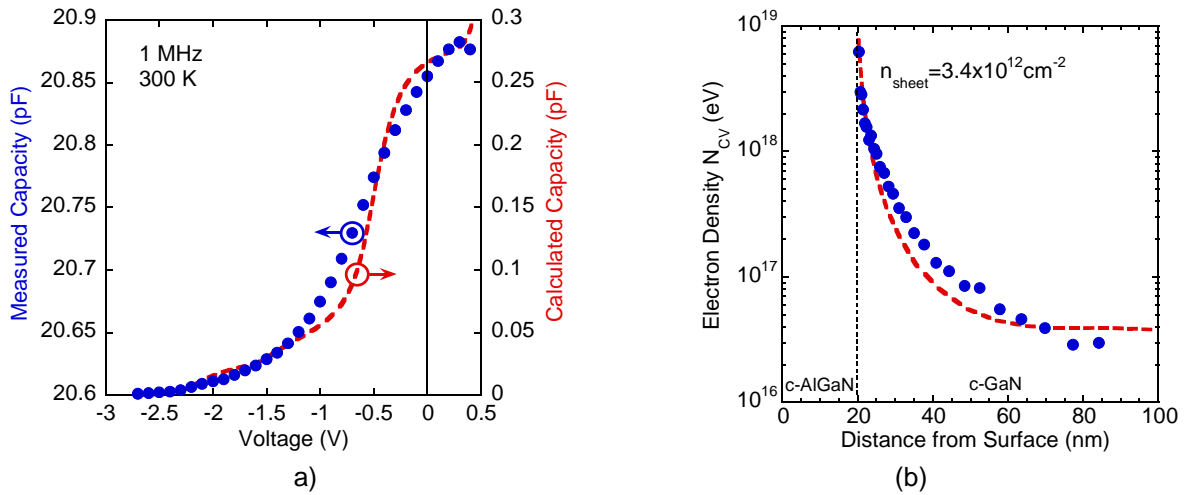 20.9
20.85
20.8
20.75
20.7
20.65
20.6
Measured Capacity (pF)
1 MHz
300 K
0.3
0.25
0.2
0.15
0.1
0.05
0
Calculated Capacity (pF)
-3 -2.5 -2 -1.5 -1 -0.5 0 0.5
Voltage (V)
a)
10^19
10^18
10^17
10^16
Electron Density N_CV (eV)
n_sheet=3.4x10^12cm^-2
c-AlGaN
c-GaN
0 20 40 60 80 100
Distance from Surface (nm)
(b)